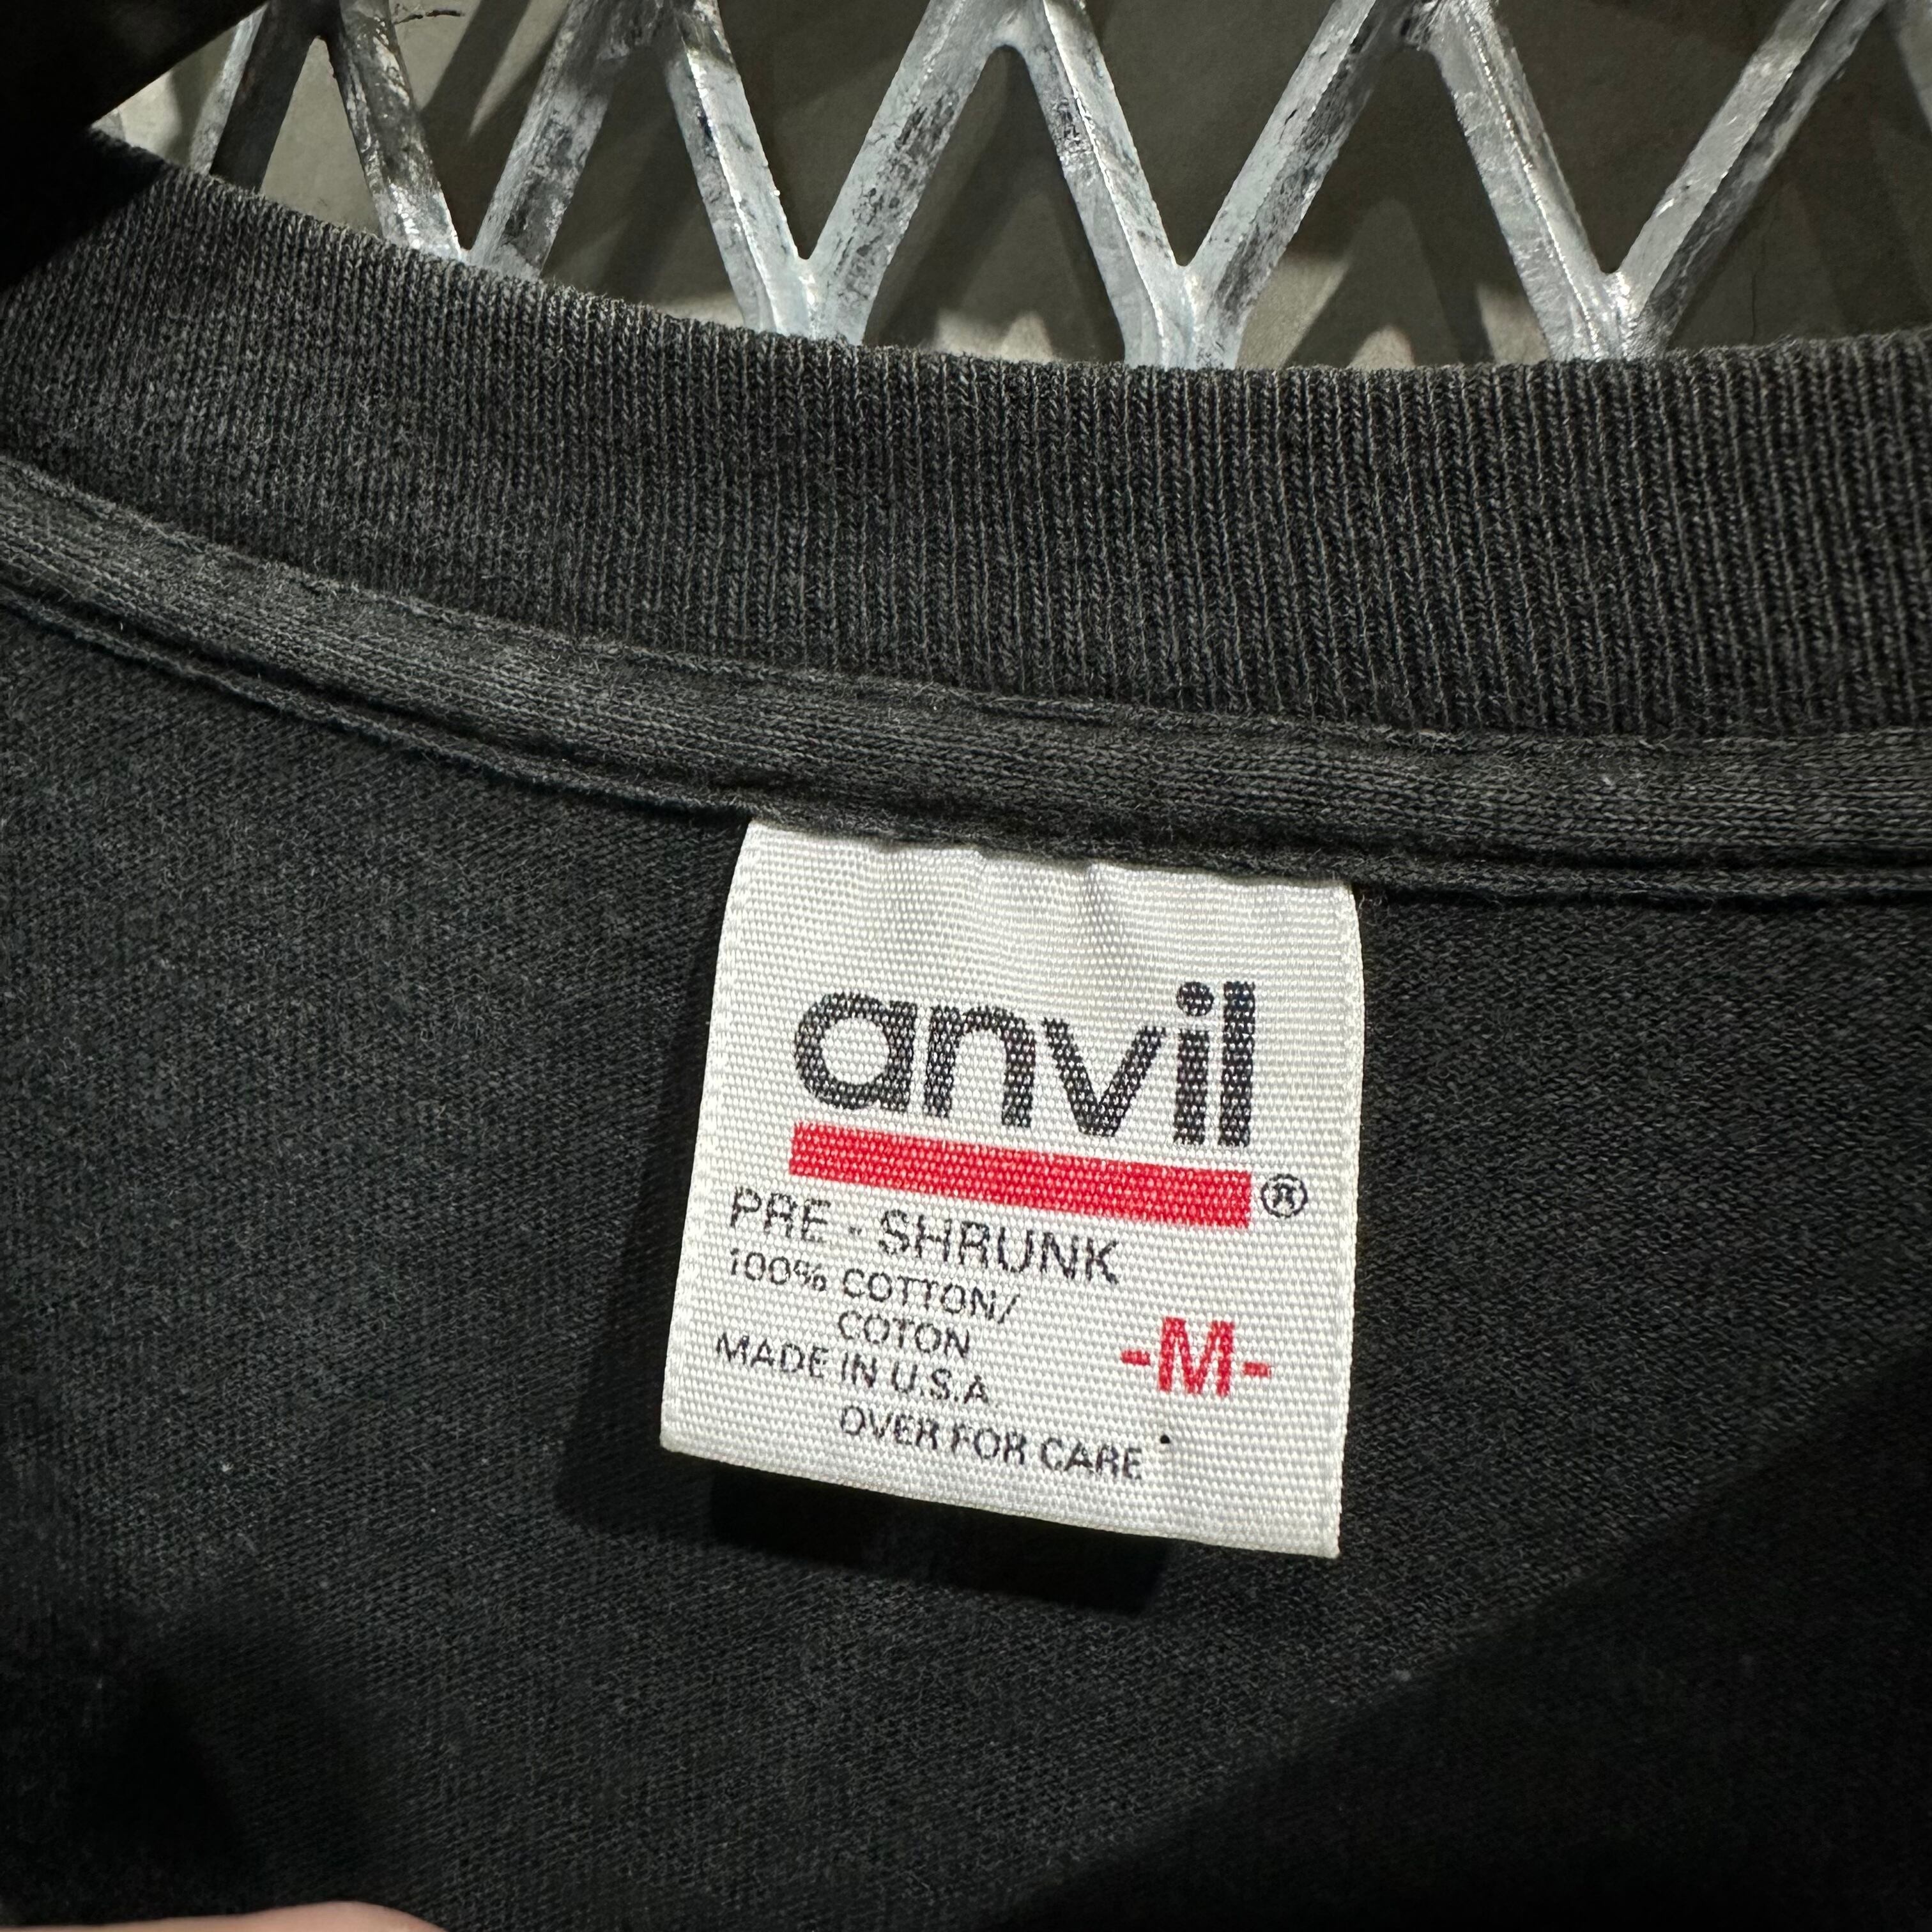 anvil
®
PRE - SHRUNK
100% COTTON/
COTON
MADE IN U.S.A.
-M-
OVER FOR CARE